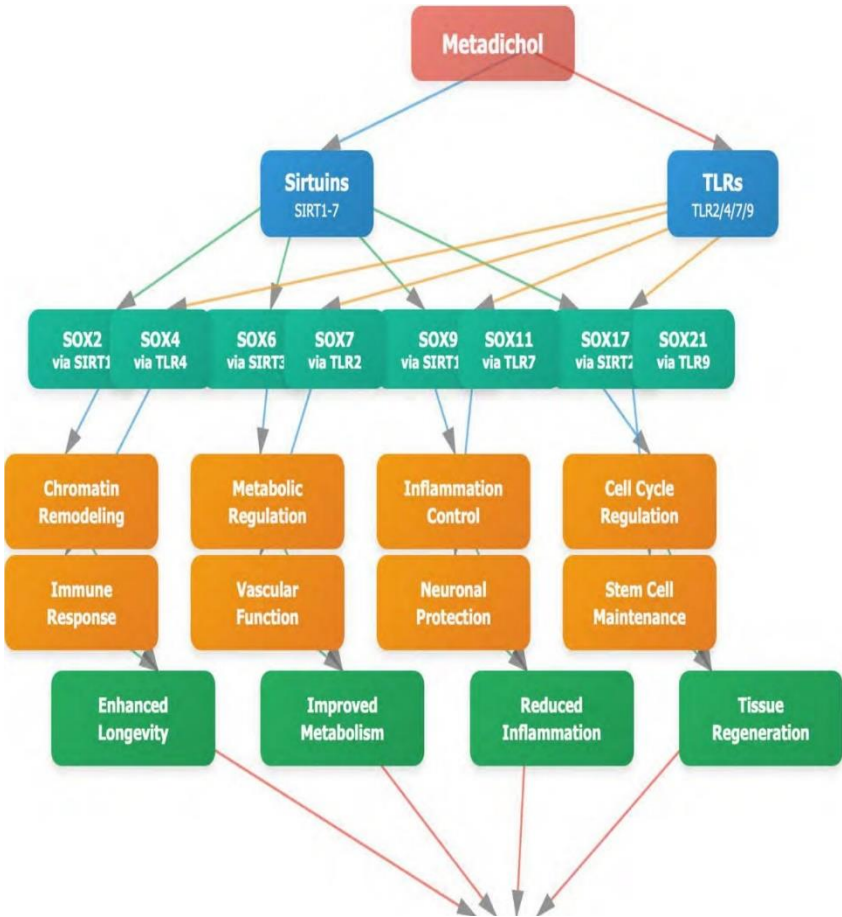 Metadichol
Sirtuins
SIRT1-7
TLRs
TLR2/4/7/9
SOX2
via SIRT1
SOX4
via TLR4
SOX6
via SIRT3
SOX7
via TLR2
SOX9
via SIRT1
SOX11
via TLR7
SOX17
via SIRT2
SOX21
via TLR9
Chromatin
Remodeling
Metabolic
Regulation
Inflammation
Control
Cell Cycle
Regulation
Immune
Response
Vascular
Function
Neuronal
Protection
Stem Cell
Maintenance
Enhanced
Longevity
Improved
Metabolism
Reduced
Inflammation
Tissue
Regeneration